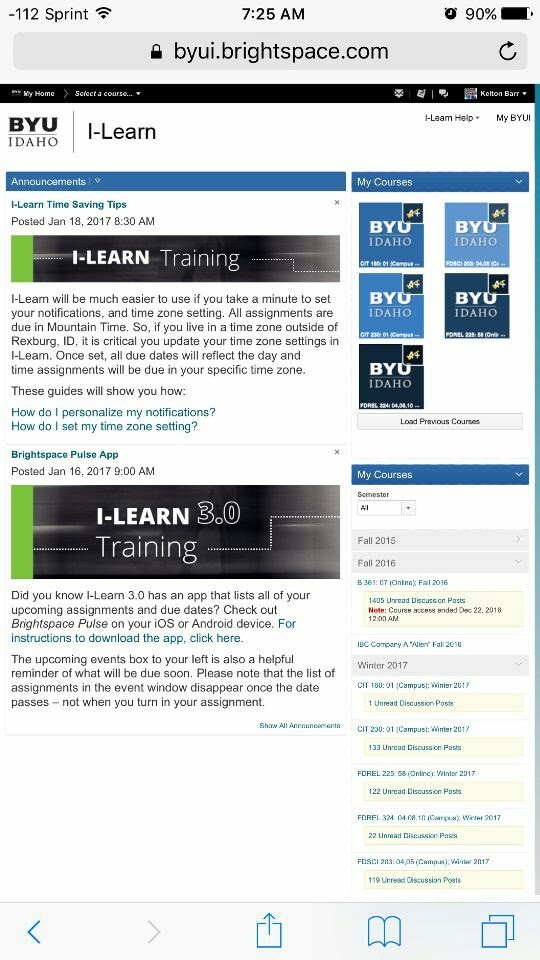 -112 Sprint 7:25 AM 90%
byui.brightspace.com
BYU My Home Select a course... Kelton Barr
BYU
IDAHO
I-Learn
I-Learn Help My BYUI
Announcements
I-Learn Time Saving Tips ×
Posted Jan 18, 2017 8:30 AM
I-LEARN Training
I-Learn will be much easier to use if you take a minute to set
your notifications, and time zone setting. All assignments are
due in Mountain Time. So, if you live in a time zone outside of
Rexburg, ID, it is critical you update your time zone settings in
I-Learn. Once set, all due dates will reflect the day and
time assignments will be due in your specific time zone.
These guides will show you how:
How do I personalize my notifications?
How do I set my time zone setting?
Brightspace Pulse App ×
Posted Jan 16, 2017 9:00 AM
I-LEARN 3.0
Training
Did you know I-Learn 3.0 has an app that lists all of your
upcoming assignments and due dates? Check out
Brightspace Pulse on your iOS or Android device. For
instructions to download the app, click here.
The upcoming events box to your left is also a helpful
reminder of what will be due soon. Please note that the list of
assignments in the event window disappear once the date
passes – not when you turn in your assignment.
Show All Announcements
My Courses
BYU
IDAHO
CIT 160: 01 (Campus ...
BYU
IDAHO
FDSCI 203: 04,05 (Ca ...
BYU
IDAHO
CIT 230: 01 (Campus ...
BYU
IDAHO
FDREL 225: 58 (Onlin ...
BYU
IDAHO
FDREL 324: 04,08,10 ...
Load Previous Courses
My Courses
Semester
All
Fall 2015
Fall 2016
B 361: 07 (Online); Fall 2016
1405 Unread Discussion Posts
Note: Course access ended Dec 22, 2016
12:00 AM
IBC Company A "Alien" Fall 2016
Winter 2017
CIT 160: 01 (Campus); Winter 2017
1 Unread Discussion Posts
CIT 230: 01 (Campus); Winter 2017
133 Unread Discussion Posts
FDREL 225: 58 (Online); Winter 2017
122 Unread Discussion Posts
FDREL 324: 04,08,10 (Campus); Winter 2017
22 Unread Discussion Posts
FDSCI 203: 04,05 (Campus); Winter 2017
119 Unread Discussion Posts